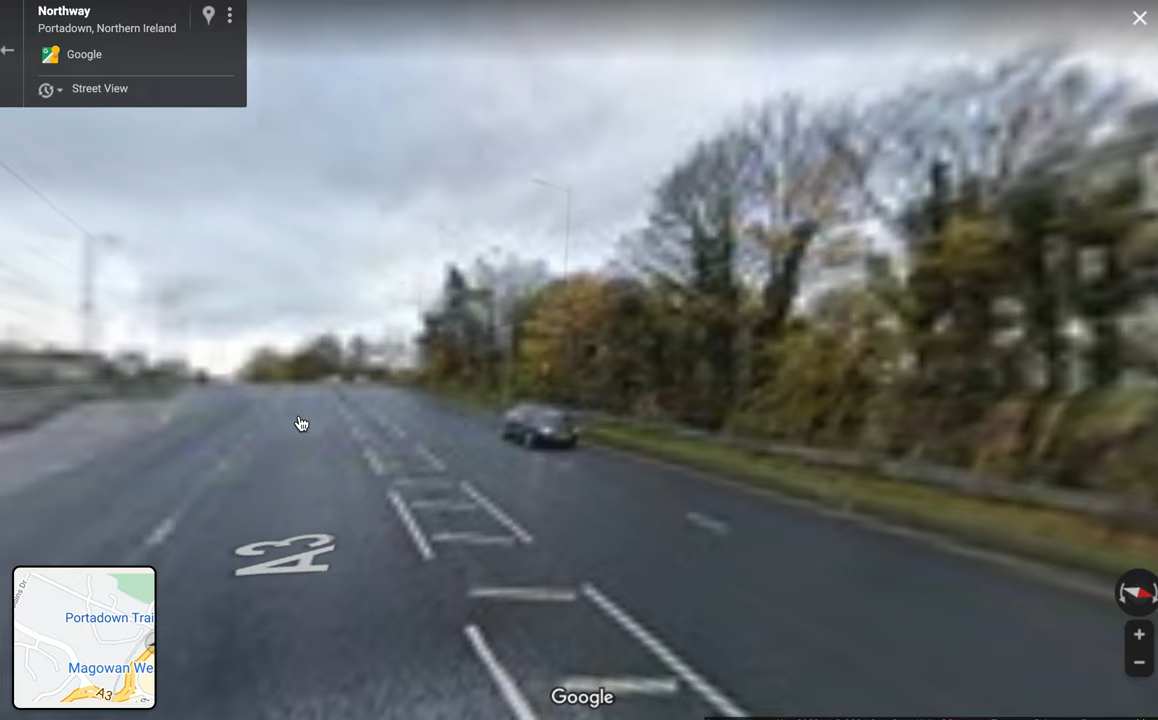 Northway
Portadown, Northern Ireland
Google
Street View
A3
Portadown Trai
Magowan We
A3
Google